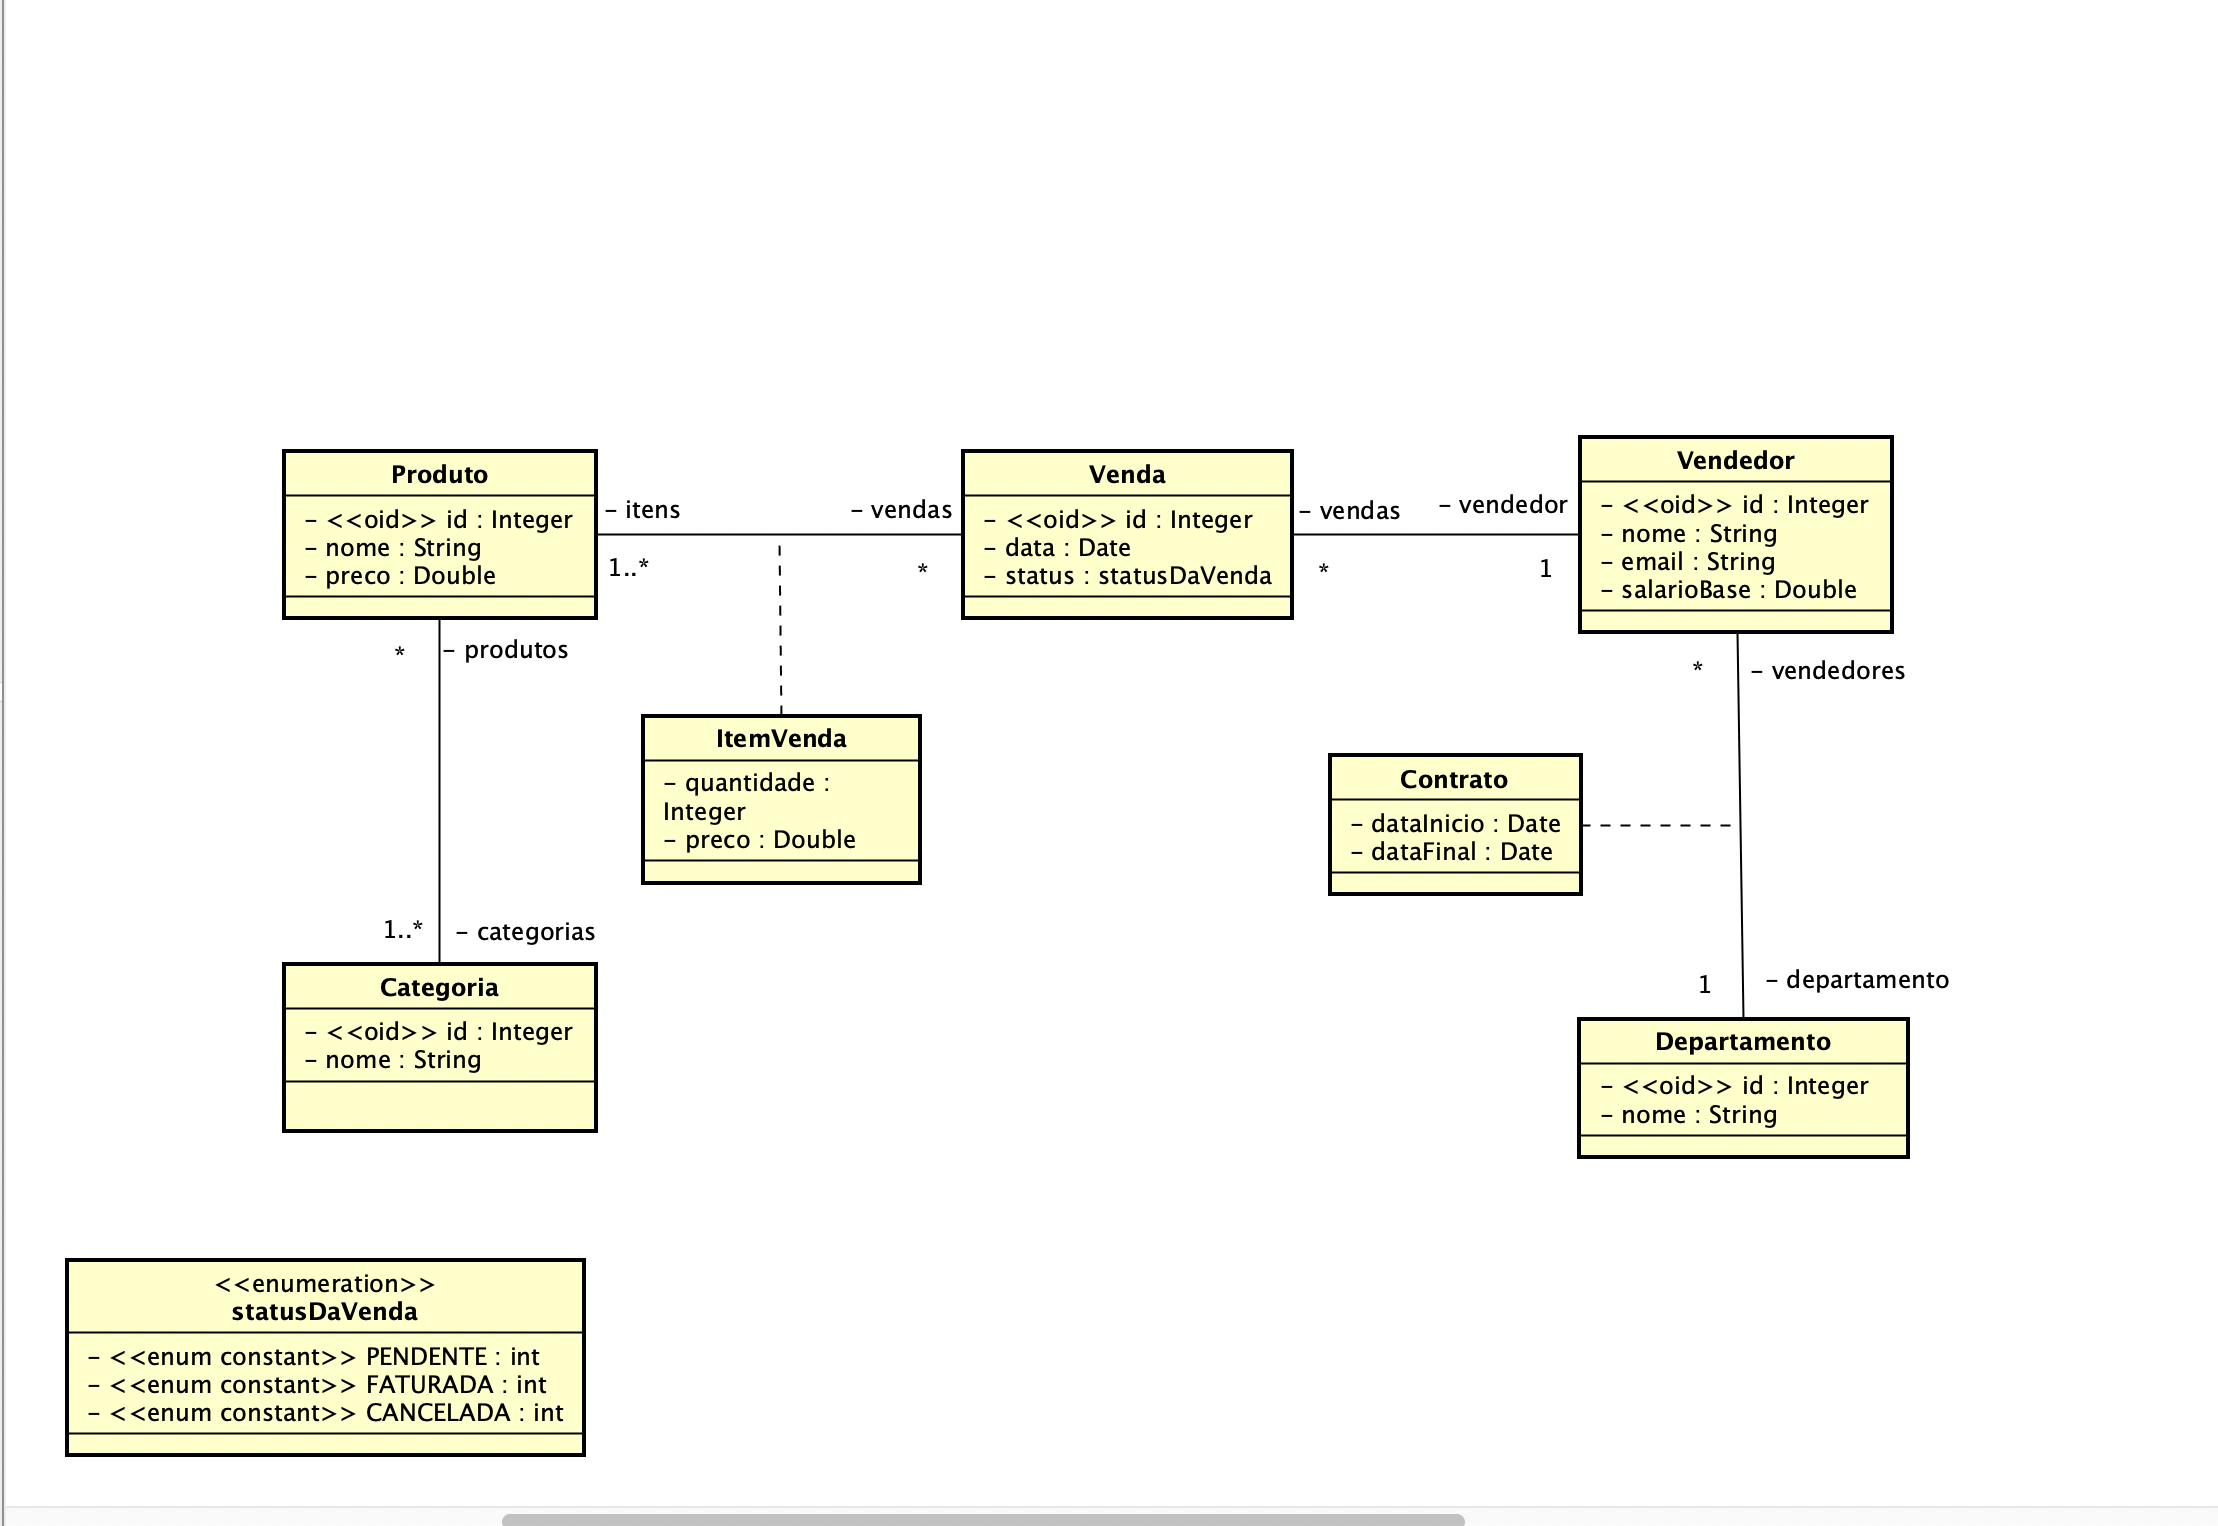 Produto
- <<oid>> id : Integer
- nome : String
- preco : Double
- itens
1..*
- vendas
*
Venda
- <<oid>> id : Integer
- data : Date
- status : statusDaVenda
- vendas
*
- vendedor
1
Vendedor
- <<oid>> id : Integer
- nome : String
- email : String
- salarioBase : Double
*
- produtos
*
- vendedores
ItemVenda
- quantidade :
Integer
- preco : Double
Contrato
- dataInicio : Date
- dataFinal : Date
1..*
- categorias
1
- departamento
Categoria
- <<oid>> id : Integer
- nome : String
Departamento
- <<oid>> id : Integer
- nome : String
<<enumeration>>
statusDaVenda
- <<enum constant>> PENDENTE : int
- <<enum constant>> FATURADA : int
- <<enum constant>> CANCELADA : int